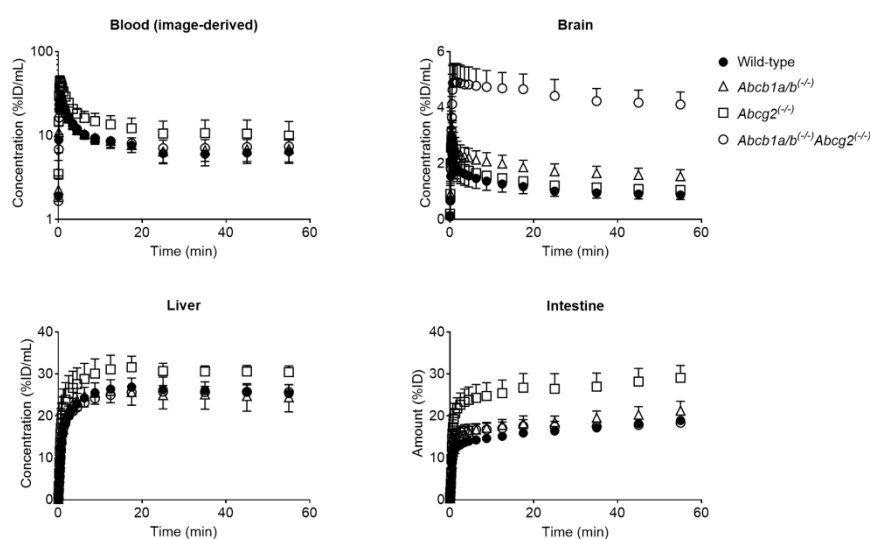 Blood (image-derived)
Concentration (%ID/mL)
100
10
1
0
20
40
60
Time (min)
Brain
Concentration (%ID/mL)
6
4
2
0
0
20
40
60
Time (min)
Wild-type
Abcb1a/b(-/-)
Abcg2(-/-)
Abcb1a/b(-/-)Abcg2(-/-)
Liver
Concentration (%ID/mL)
40
30
20
10
0
0
20
40
60
Time (min)
Intestine
Amount (%ID)
40
30
20
10
0
0
20
40
60
Time (min)